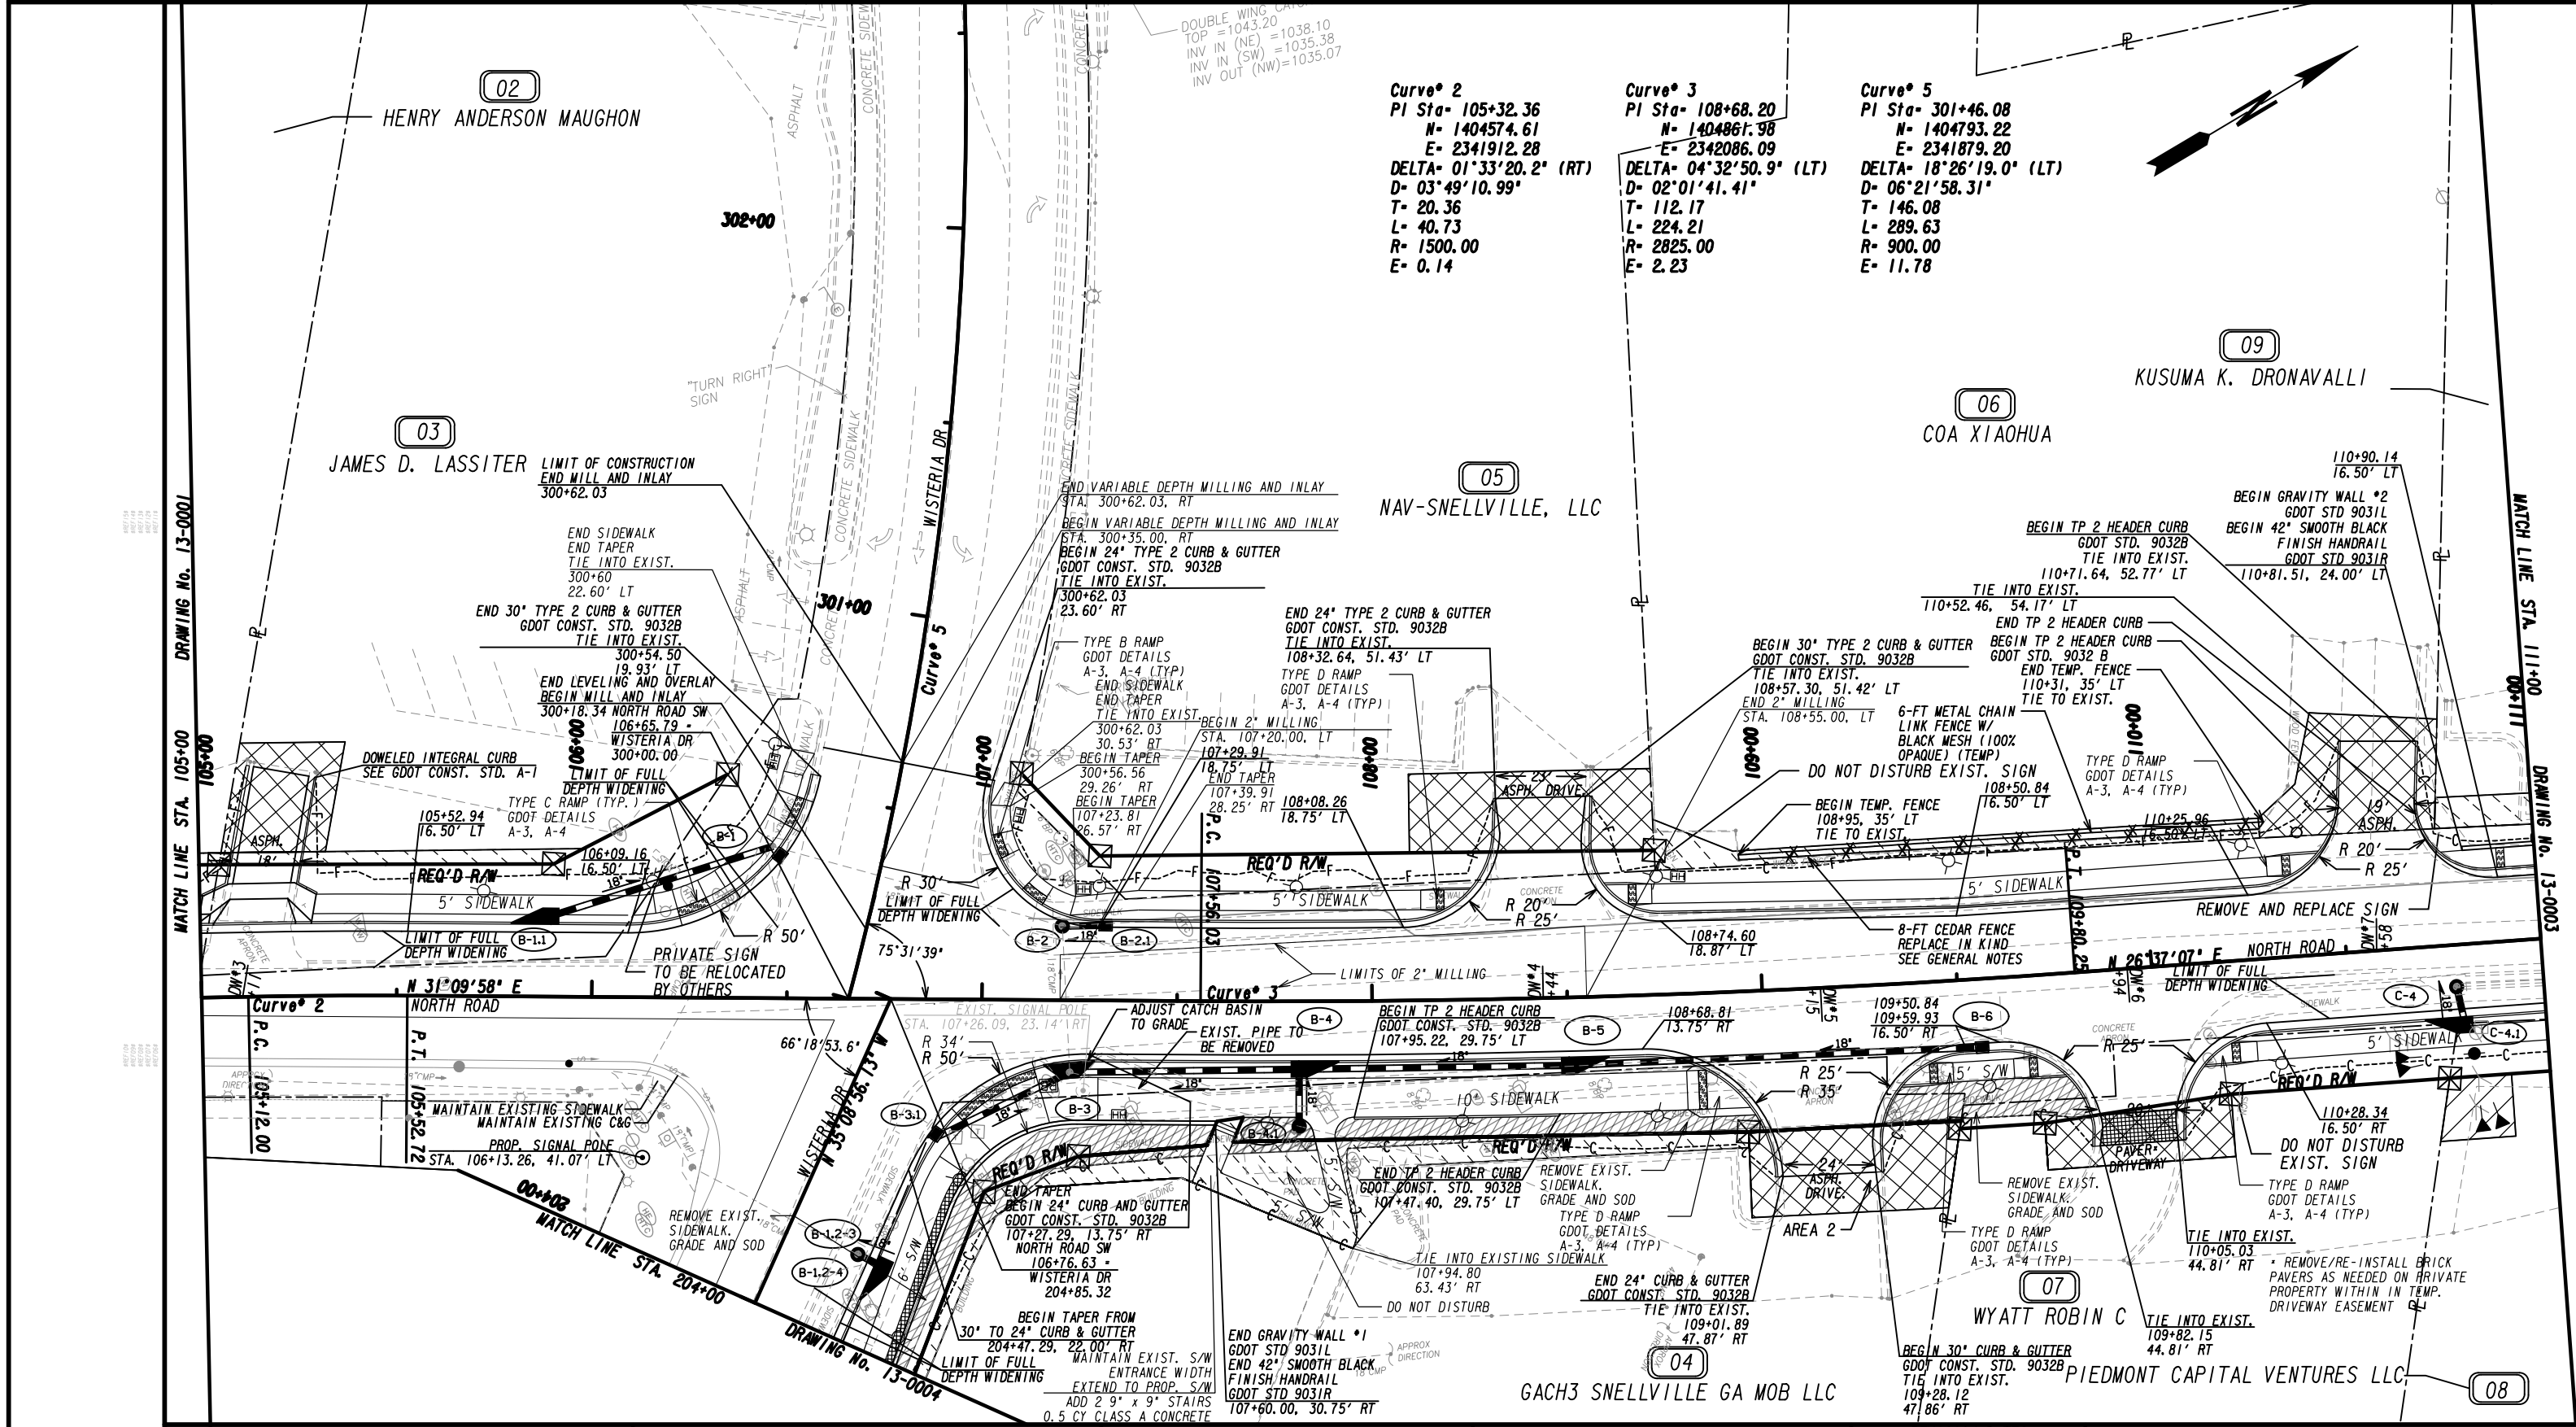 DOUBLE WING
TOP =1043.20
INV IN (NE) =1038.10
INV IN (SW) =1035.38
INV OUT (NW)=1035.07
02
HENRY ANDERSON MAUGHON
Curve# 2
PI Sta= 105+32.36
N= 1404574.61
E= 2341912.28
DELTA= 01°33'20.2" (RT)
D= 03°49'10.99"
T= 20.36
L= 40.73
R= 1500.00
E= 0.14
Curve# 3
PI Sta= 108+68.20
N= 1404861.98
E= 2342086.09
DELTA= 04°32'50.9" (LT)
D= 02°01'41.41"
T= 112.17
L= 224.21
R= 2825.00
E= 2.23
Curve# 5
PI Sta= 301+46.08
N= 1404793.22
E= 2341879.20
DELTA= 18°26'19.0" (LT)
D= 06°21'58.31"
T= 146.08
L= 289.63
R= 900.00
E= 11.78
N
ASPHALT
CONCRETE SIDEWALK
302+00
"TURN RIGHT"
SIGN
03
JAMES D. LASSITER
LIMIT OF CONSTRUCTION
END MILL AND INLAY
300+62.03
END SIDEWALK
END TAPER
TIE INTO EXIST.
300+60
22.60' LT
END 30" TYPE 2 CURB & GUTTER
GDOT CONST. STD. 9032B
TIE INTO EXIST.
300+54.50
19.93' LT
END LEVELING AND OVERLAY
BEGIN MILL AND INLAY
300+18.34
NORTH ROAD SW
106+65.79 =
WISTERIA DR
300+00.00
LIMIT OF FULL
DEPTH WIDENING
DOWELED INTEGRAL CURB
SEE GDOT CONST. STD. A-1
TYPE C RAMP (TYP.)
GDOT DETAILS
A-3, A-4
105+52.94
16.50' LT
106+09.16
16.50' LT
MATCH LINE STA. 105+00 DRAWING No. 13-0001
105+00
106+00
ASPH.
18'
REQ'D R/W
5' SIDEWALK
B-1
B-1.1
18"
R 50'
LIMIT OF FULL
DEPTH WIDENING
PRIVATE SIGN
TO BE RELOCATED
BY OTHERS
WISTERIA DR
Curve# 5
301+00
END VARIABLE DEPTH MILLING AND INLAY
STA. 300+62.03, RT
BEGIN VARIABLE DEPTH MILLING AND INLAY
STA. 300+35.00, RT
BEGIN 24" TYPE 2 CURB & GUTTER
GDOT CONST. STD. 9032B
TIE INTO EXIST.
300+62.03
23.60' RT
TYPE B RAMP
GDOT DETAILS
A-3, A-4 (TYP)
END SIDEWALK
END TAPER
TIE INTO EXIST.
300+62.03
30.53' RT
BEGIN TAPER
300+56.56
29.26' RT
BEGIN TAPER
107+23.81
26.57' RT
BEGIN 2" MILLING
STA. 107+20.00, LT
107+29.91
18.75' LT
END TAPER
107+39.91
28.25' RT
108+08.26
18.75' LT
END 24" TYPE 2 CURB & GUTTER
GDOT CONST. STD. 9032B
TIE INTO EXIST.
108+32.64, 51.43' LT
TYPE D RAMP
GDOT DETAILS
A-3, A-4 (TYP)
05
NAV-SNELLVILLE, LLC
107+00
108+00
109+00
110+00
111+00
P.C. 107+56.03
REQ'D R/W
R 30'
LIMIT OF FULL
DEPTH WIDENING
B-2
B-2.1
18"
5' SIDEWALK
23'
ASPH. DRIVE
R 20'
R 25'
75°31'39"
LIMITS OF 2" MILLING
BEGIN 30" TYPE 2 CURB & GUTTER
GDOT CONST. STD. 9032B
TIE INTO EXIST.
108+57.30, 51.42' LT
END 2" MILLING
STA. 108+55.00, LT
06
COA XIAOHUA
09
KUSUMA K. DRONAVALLI
110+90.14
16.50' LT
BEGIN GRAVITY WALL #2
GDOT STD 9031L
BEGIN 42" SMOOTH BLACK
FINISH HANDRAIL
GDOT STD 9031R
110+81.51, 24.00' LT
BEGIN TP 2 HEADER CURB
GDOT STD. 9032B
TIE INTO EXIST.
110+71.64, 52.77' LT
TIE INTO EXIST.
110+52.46, 54.17' LT
END TP 2 HEADER CURB
BEGIN TP 2 HEADER CURB
GDOT STD. 9032 B
END TEMP. FENCE
110+31, 35' LT
TIE TO EXIST.
6-FT METAL CHAIN
LINK FENCE W/
BLACK MESH (100%
OPAQUE) (TEMP)
DO NOT DISTURB EXIST. SIGN
BEGIN TEMP. FENCE
108+95, 35' LT
TIE TO EXIST.
108+50.84
16.50' LT
TYPE D RAMP
GDOT DETAILS
A-3, A-4 (TYP)
110+25.96
16.50' LT
19'
ASPH.
R 20'
R 25'
5' SIDEWALK
REMOVE AND REPLACE SIGN
8-FT CEDAR FENCE
REPLACE IN KIND
SEE GENERAL NOTES
108+74.60
18.87' LT
P.T. 109+80.25
N 26°37'07" E
NORTH ROAD
DW#7
+58
MATCH LINE STA. 111+00 DRAWING No. 13-0003
DW#3
N 31°09'58" E
NORTH ROAD
Curve# 2
P.C. 105+12.00
P.T. 105+52.72
Curve# 3
DW#4
+44
DW#5
+15
DW#6
+94
LIMIT OF FULL
DEPTH WIDENING
C-4
C-4.1
18"
EXIST. SIGNAL POLE
STA. 107+26.09, 23.14' RT
ADJUST CATCH BASIN
TO GRADE
EXIST. PIPE TO
BE REMOVED
B-4
BEGIN TP 2 HEADER CURB
GDOT CONST. STD. 9032B
107+95.22, 29.75' LT
B-5
108+68.81
13.75' RT
109+50.84
109+59.93
16.50' RT
B-6
CONCRETE
APRON
R 25'
5' SIDEWALK
R 34'
R 50'
66°18'53.6"
WISTERIA DR
N 35°08'56.13" W
B-3.1
B-3
B-4.1
10' SIDEWALK
R 25'
R 35'
5' S/W
REQ'D R/W
MAINTAIN EXISTING SIDEWALK
MAINTAIN EXISTING C&G
PROP. SIGNAL POLE
STA. 106+13.26, 41.07' LT
204+00
MATCH LINE STA. 204+00
DRAWING No. 13-0004
REMOVE EXIST.
SIDEWALK.
GRADE AND SOD
B-1.2-3
B-1.2-4
6' S/W
END TAPER
BEGIN 24" CURB AND GUTTER
GDOT CONST. STD. 9032B
107+27.29, 13.75' RT
NORTH ROAD SW
106+76.63 =
WISTERIA DR
204+85.32
BEGIN TAPER FROM
30" TO 24" CURB & GUTTER
204+47.29, 22.00' RT
LIMIT OF FULL
DEPTH WIDENING
MAINTAIN EXIST. S/W
ENTRANCE WIDTH
EXTEND TO PROP. S/W
ADD 2 9" x 9" STAIRS
0.5 CY CLASS A CONCRETE
END GRAVITY WALL #1
GDOT STD 9031L
END 42" SMOOTH BLACK
FINISH HANDRAIL
GDOT STD 9031R
107+60.00, 30.75' RT
5' S/W
END TP 2 HEADER CURB
GDOT CONST. STD. 9032B
107+47.40, 29.75' LT
TIE INTO EXISTING SIDEWALK
107+94.80
63.43' RT
DO NOT DISTURB
APPROX
DIRECTION
18 CMP
REMOVE EXIST.
SIDEWALK.
GRADE AND SOD
TYPE D RAMP
GDOT DETAILS
A-3, A-4 (TYP)
END 24" CURB & GUTTER
GDOT CONST. STD. 9032B
TIE INTO EXIST.
109+01.89
47.87' RT
04
GACH3 SNELLVILLE GA MOB LLC
24'
ASPH.
DRIVE.
AREA 2
BEGIN 30" CURB & GUTTER
GDOT CONST. STD. 9032B
TIE INTO EXIST.
109+28.12
47.86' RT
REMOVE EXIST.
SIDEWALK.
GRADE AND SOD
TYPE D RAMP
GDOT DETAILS
A-3, A-4 (TYP)
07
WYATT ROBIN C
PAVER*
DRIVEWAY
REQ'D R/W
110+28.34
16.50' RT
DO NOT DISTURB
EXIST. SIGN
TYPE D RAMP
GDOT DETAILS
A-3, A-4 (TYP)
TIE INTO EXIST.
110+05.03
44.81' RT
* REMOVE/RE-INSTALL BRICK
PAVERS AS NEEDED ON PRIVATE
PROPERTY WITHIN IN TEMP.
DRIVEWAY EASEMENT
TIE INTO EXIST.
109+82.15
44.81' RT
PIEDMONT CAPITAL VENTURES LLC
08